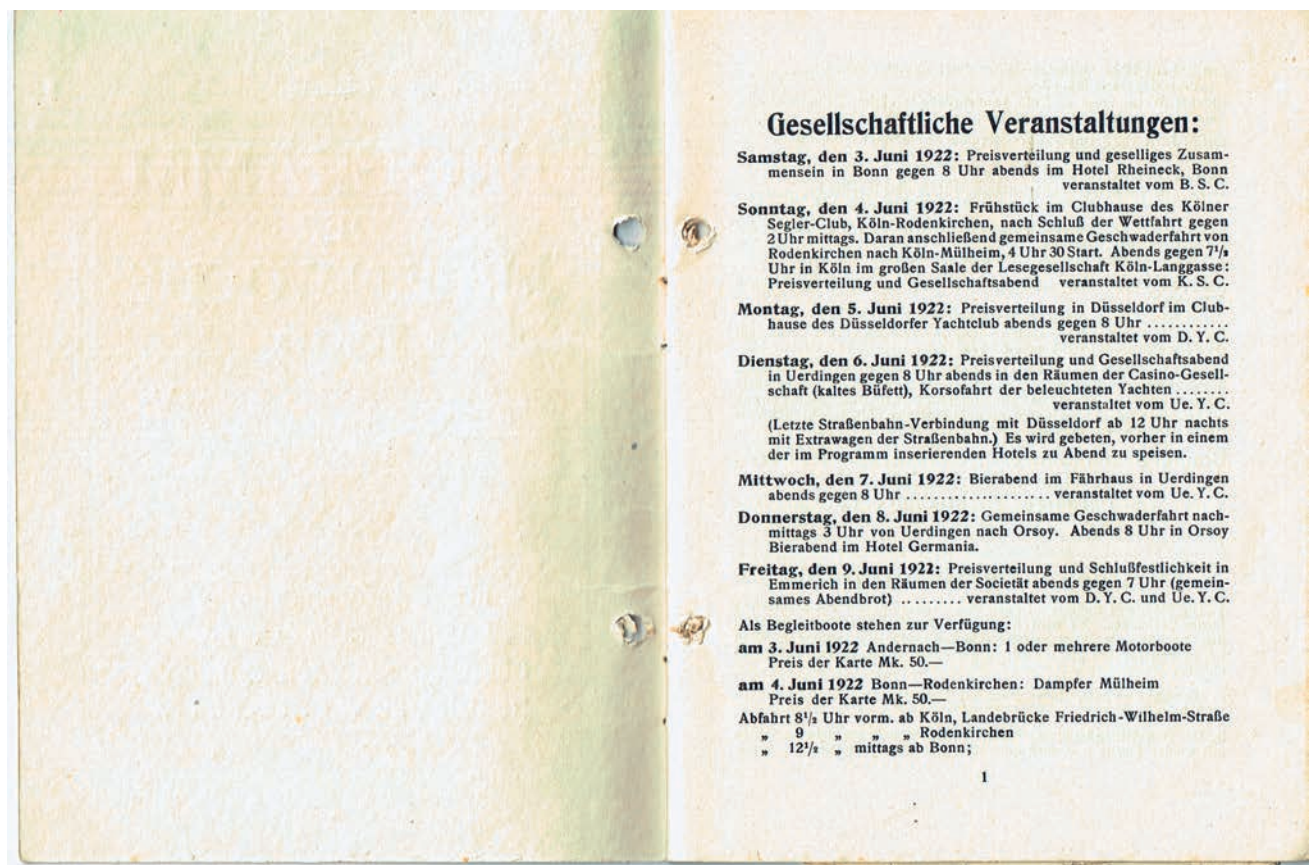 Gesellschaftliche Veranstaltungen:
Samstag, den 3. Juni 1922: Preisverteilung und geselliges Zusam-
mensein in Bonn gegen 8 Uhr abends im Hotel Rheineck, Bonn
veranstaltet vom B. S. C.
Sonntag, den 4. Juni 1922: Frühstück im Clubhause des Kölner
Segler-Club, Köln-Rodenkirchen, nach Schluß der Wettfahrt gegen
2 Uhr mittags. Daran anschließend gemeinsame Geschwaderfahrt von
Rodenkirchen nach Köln-Mülheim, 4 Uhr 30 Start. Abends gegen 7¹/₂
Uhr in Köln im großen Saale der Lesegesellschaft Köln-Langgasse:
Preisverteilung und Gesellschaftsabend veranstaltet vom K. S. C.
Montag, den 5. Juni 1922: Preisverteilung in Düsseldorf im Club-
hause des Düsseldorfer Yachtclub abends gegen 8 Uhr ............
veranstaltet vom D. Y. C.
Dienstag, den 6. Juni 1922: Preisverteilung und Gesellschaftsabend
in Uerdingen gegen 8 Uhr abends in den Räumen der Casino-Gesell-
schaft (kaltes Büfett), Korsofahrt der beleuchteten Yachten ........
veranstaltet vom Ue. Y. C.
(Letzte Straßenbahn-Verbindung mit Düsseldorf ab 12 Uhr nachts
mit Extrawagen der Straßenbahn.) Es wird gebeten, vorher in einem
der im Programm inserierenden Hotels zu Abend zu speisen.
Mittwoch, den 7. Juni 1922: Bierabend im Fährhaus in Uerdingen
abends gegen 8 Uhr ..................... veranstaltet vom Ue. Y. C.
Donnerstag, den 8. Juni 1922: Gemeinsame Geschwaderfahrt nach-
mittags 3 Uhr von Uerdingen nach Orsoy. Abends 8 Uhr in Orsoy
Bierabend im Hotel Germania.
Freitag, den 9. Juni 1922: Preisverteilung und Schlußfestlichkeit in
Emmerich in den Räumen der Societät abends gegen 7 Uhr (gemein-
sames Abendbrot) ......... veranstaltet vom D. Y. C. und Ue. Y. C.
Als Begleitboote stehen zur Verfügung:
am 3. Juni 1922 Andernach—Bonn: 1 oder mehrere Motorboote
Preis der Karte Mk. 50.—
am 4. Juni 1922 Bonn—Rodenkirchen: Dampfer Mülheim
Preis der Karte Mk. 50.—
Abfahrt 8¹/₂ Uhr vorm. ab Köln, Landebrücke Friedrich-Wilhelm-Straße
„ 9 „ „ „ Rodenkirchen
„ 12¹/₂ „ mittags ab Bonn;
1